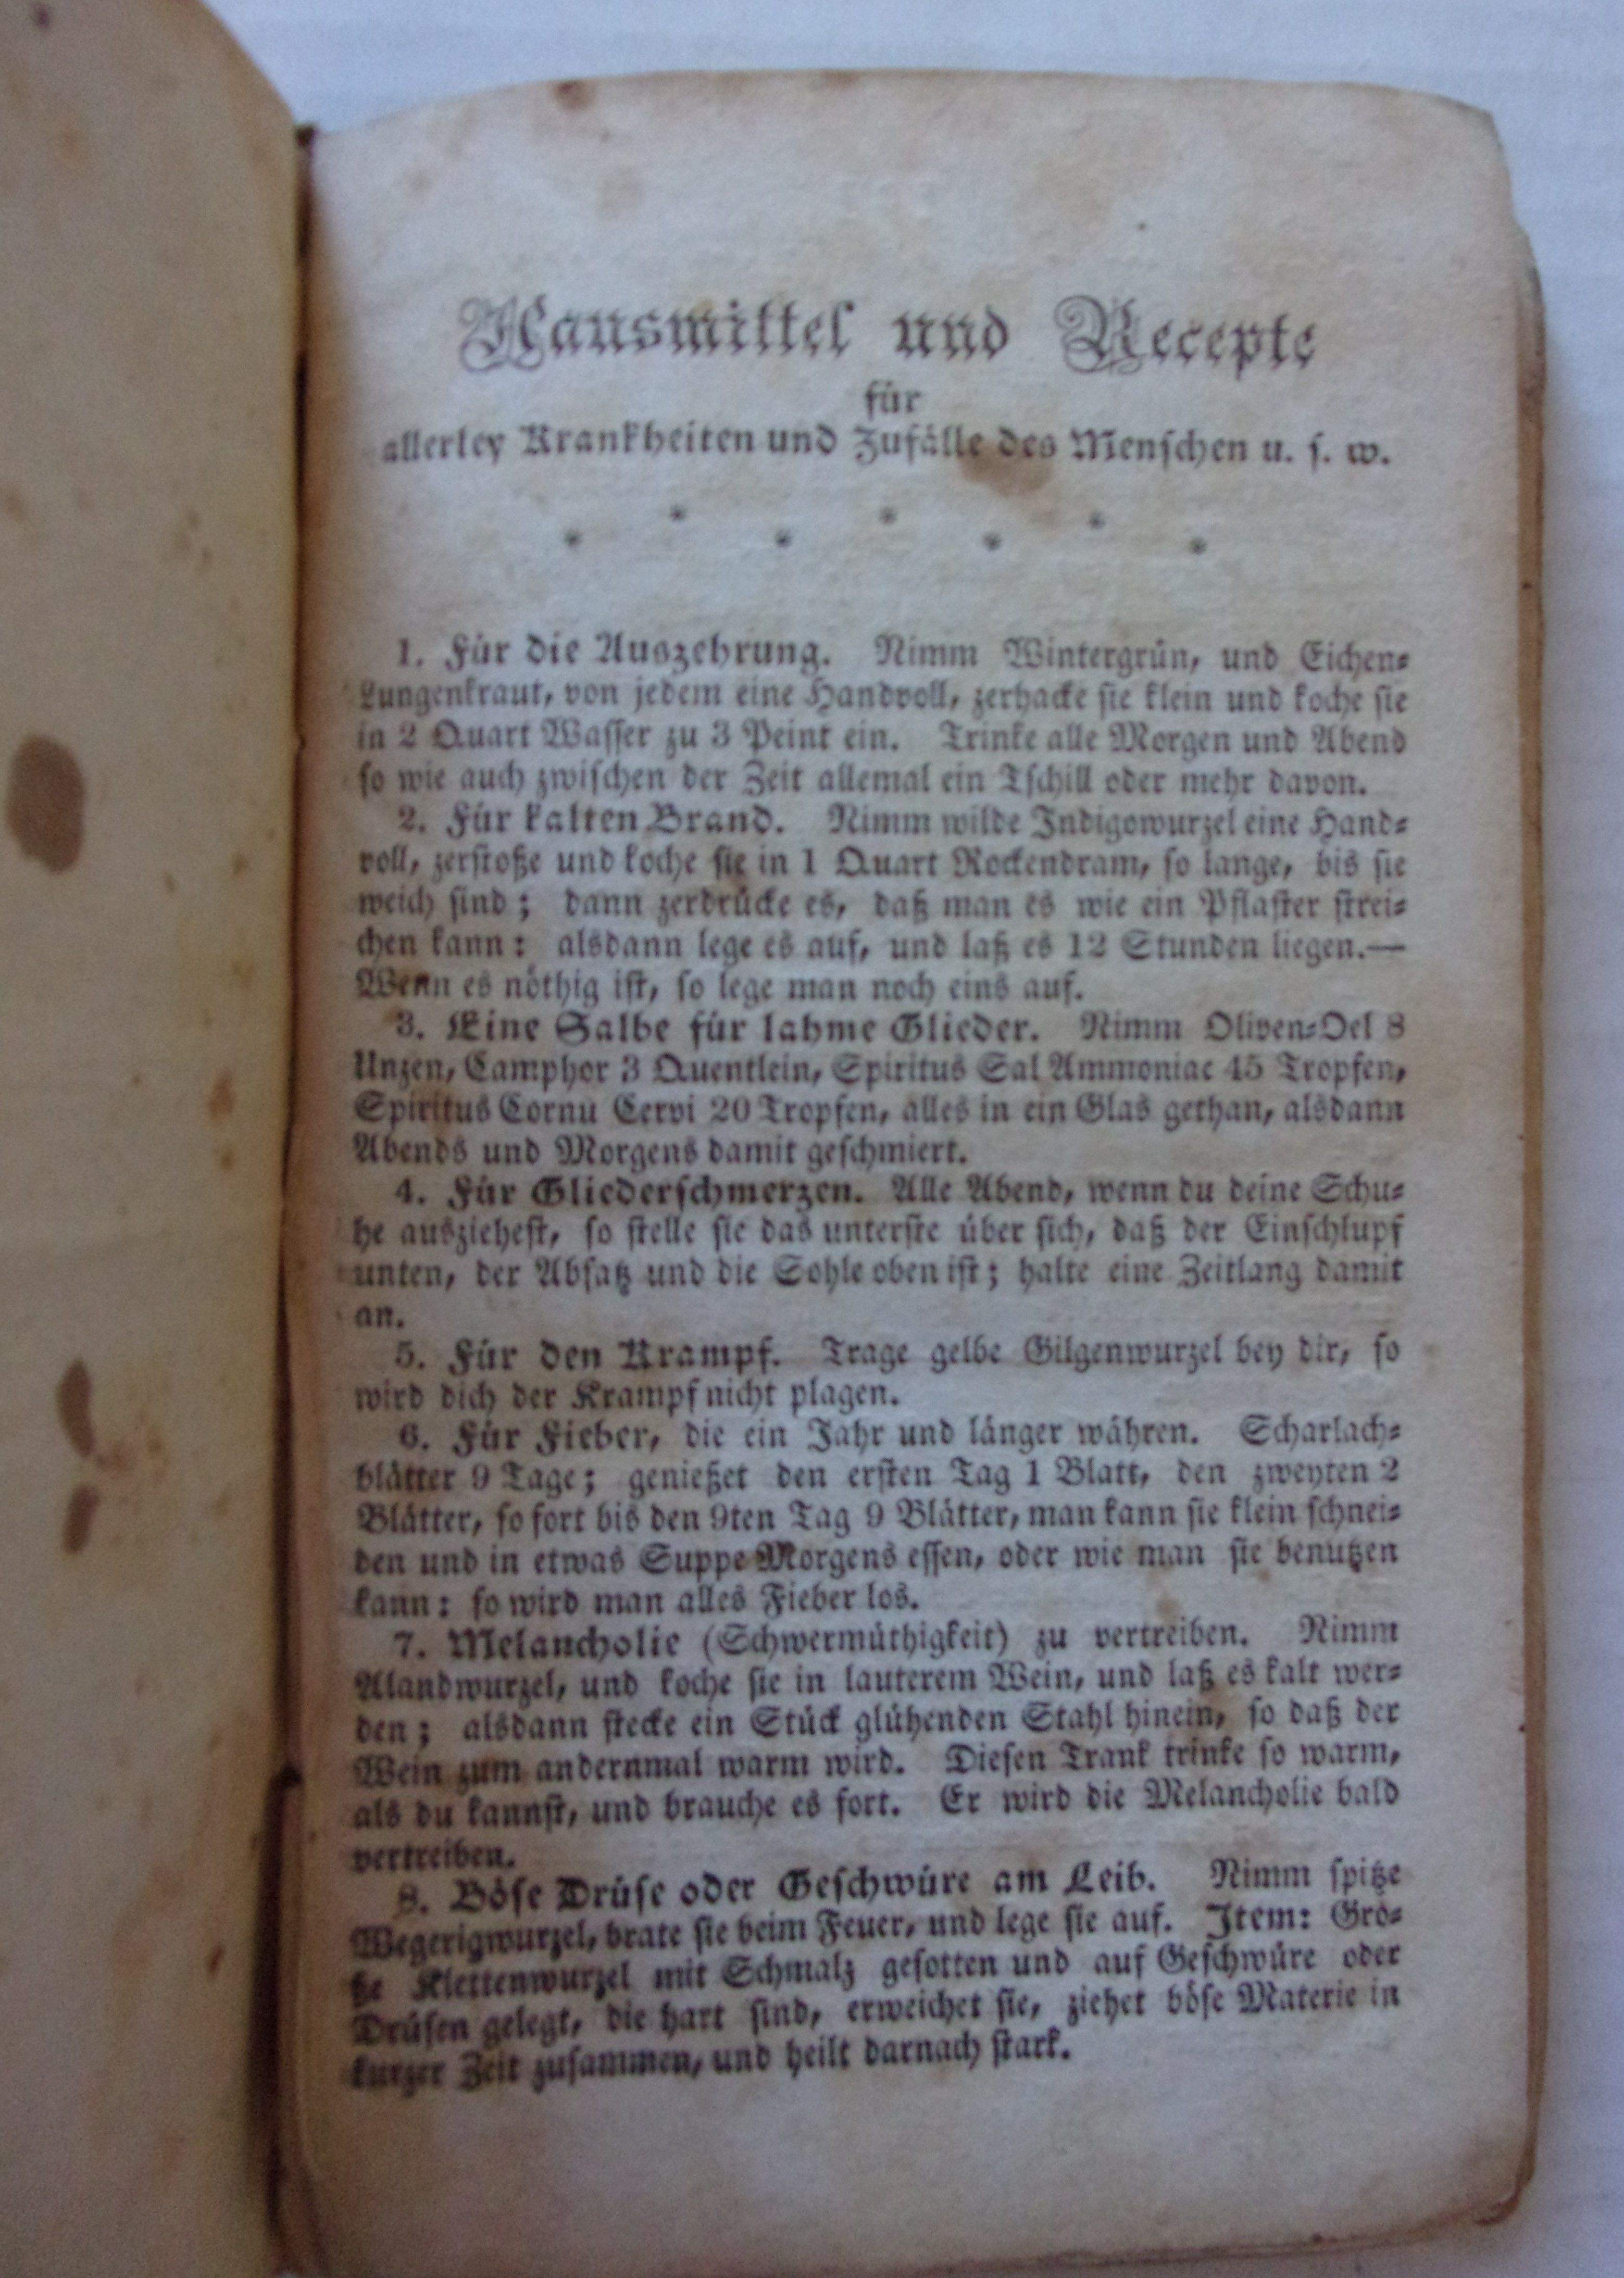 Hausmittel und Recepte
für
allerley Krankheiten und Zufälle des Menschen u. s. w.
* * * * * * *
1. Für die Auszehrung. Nimm Wintergrün, und Eichen=
Lungenkraut, von jedem eine Handvoll, zerhacke sie klein und koche sie
in 2 Quart Wasser zu 3 Peint ein. Trinke alle Morgen und Abend
so wie auch zwischen der Zeit allemal ein Tschill oder mehr davon.
2. Für kalten Brand. Nimm wilde Indigowurzel eine Hand=
voll, zerstoße und koche sie in 1 Quart Rockendram, so lange, bis sie
weich sind; dann zerdrücke es, daß man es wie ein Pflaster strei=
chen kann: alsdann lege es auf, und laß es 12 Stunden liegen.—
Wenn es nöthig ist, so lege man noch eins auf.
3. Eine Salbe für lahme Glieder. Nimm Oliven=Oel 8
Unzen, Camphor 3 Quentlein, Spiritus Sal Ammoniac 45 Tropfen,
Spiritus Cornu Cervi 20 Tropfen, alles in ein Glas gethan, alsdann
Abends und Morgens damit geschmiert.
4. Für Gliederschmerzen. Alle Abend, wenn du deine Schu=
he ausziehest, so stelle sie das unterste über sich, daß der Einschlupf
unten, der Absatz und die Sohle oben ist; halte eine Zeitlang damit
an.
5. Für den Krampf. Trage gelbe Gilgenwurzel bey dir, so
wird dich der Krampf nicht plagen.
6. Für Fieber, die ein Jahr und länger währen. Scharlach=
blätter 9 Tage; genießet den ersten Tag 1 Blatt, den zweyten 2
Blätter, so fort bis den 9ten Tag 9 Blätter, man kann sie klein schnei=
den und in etwas Suppe Morgens essen, oder wie man sie benutzen
kann: so wird man alles Fieber los.
7. Melancholie (Schwermüthigkeit) zu vertreiben. Nimm
Alandwurzel, und koche sie in lauterem Wein, und laß es kalt wer=
den; alsdann stecke ein Stück glühenden Stahl hinein, so daß der
Wein zum andernmal warm wird. Diesen Trank trinke so warm,
als du kannst, und brauche es fort. Er wird die Melancholie bald
vertreiben.
8. Böse Drüse oder Geschwüre am Leib. Nimm spitze
Wegerigwurzel, brate sie beim Feuer, und lege sie auf. Item: Gro=
ße Klettenwurzel mit Schmalz gesotten und auf Geschwüre oder
Drüsen gelegt, die hart sind, erweichet sie, ziehet böse Materie in
kurzer Zeit zusammen, und heilt darnach stark.